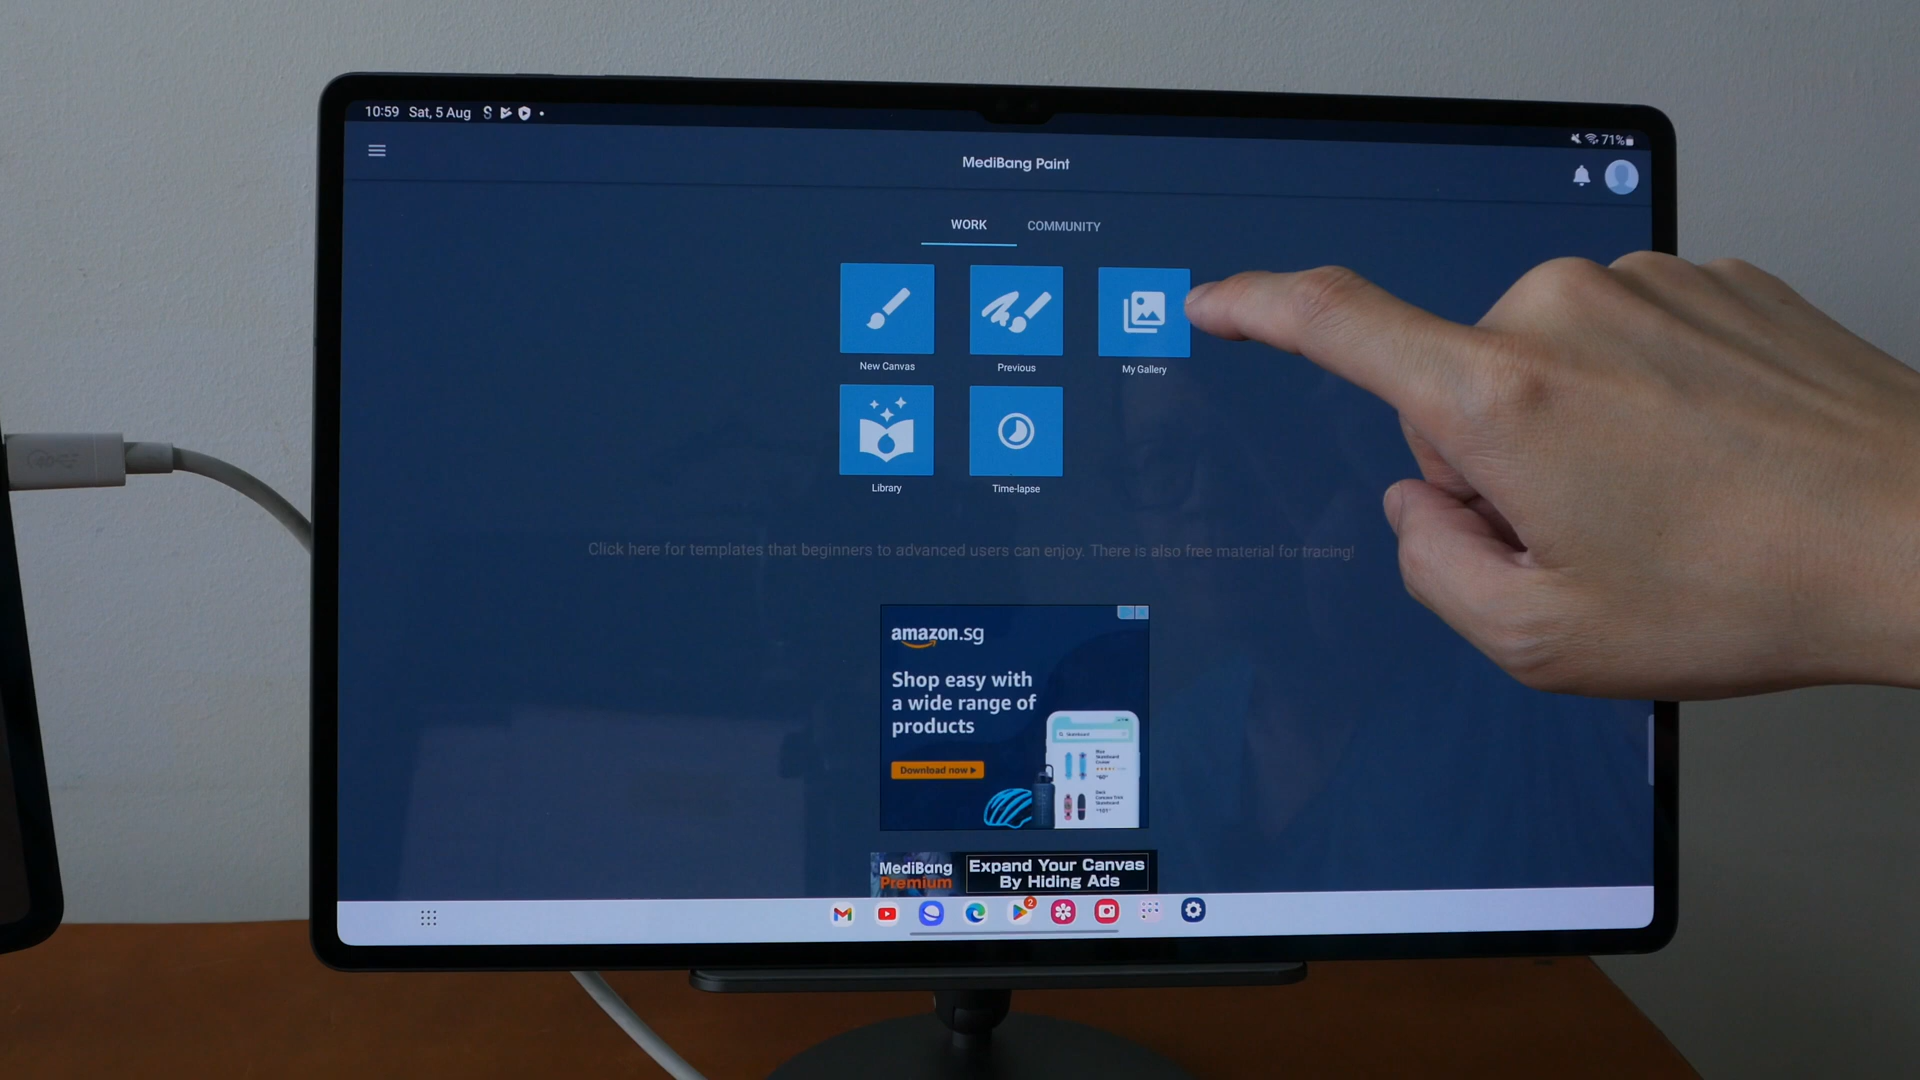 10:59 Sat, 5 Aug
71%
MediBang Paint
WORK COMMUNITY
New Canvas
Previous
My Gallery
Library
Time-lapse
Click here for templates that beginners to advanced users can enjoy. There is also free material for tracing!
amazon.sg
Shop easy with
a wide range of
products
Download now
MediBang
Premium
Expand Your Canvas
By Hiding Ads
2